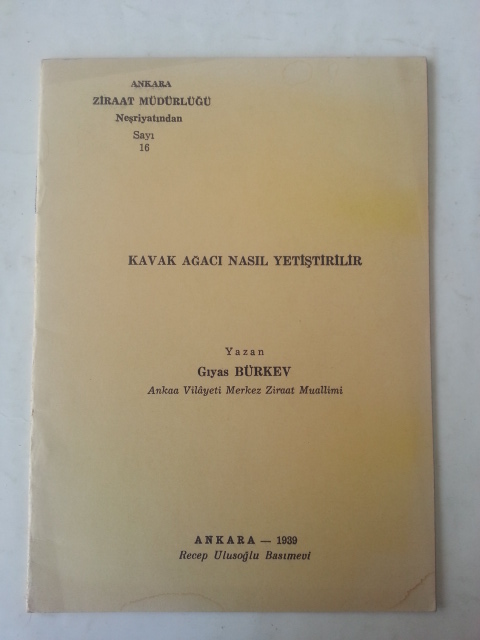 ANKARA
ZİRAAT MÜDÜRLÜĞÜ
Neşriyatından
Sayı
16
KAVAK AĞACI NASIL YETİŞTİRİLİR
Yazan
Gıyas BÜRKEV
Ankaa Vilâyeti Merkez Ziraat Muallimi
ANKARA — 1939
Recep Ulusoğlu Basımevi